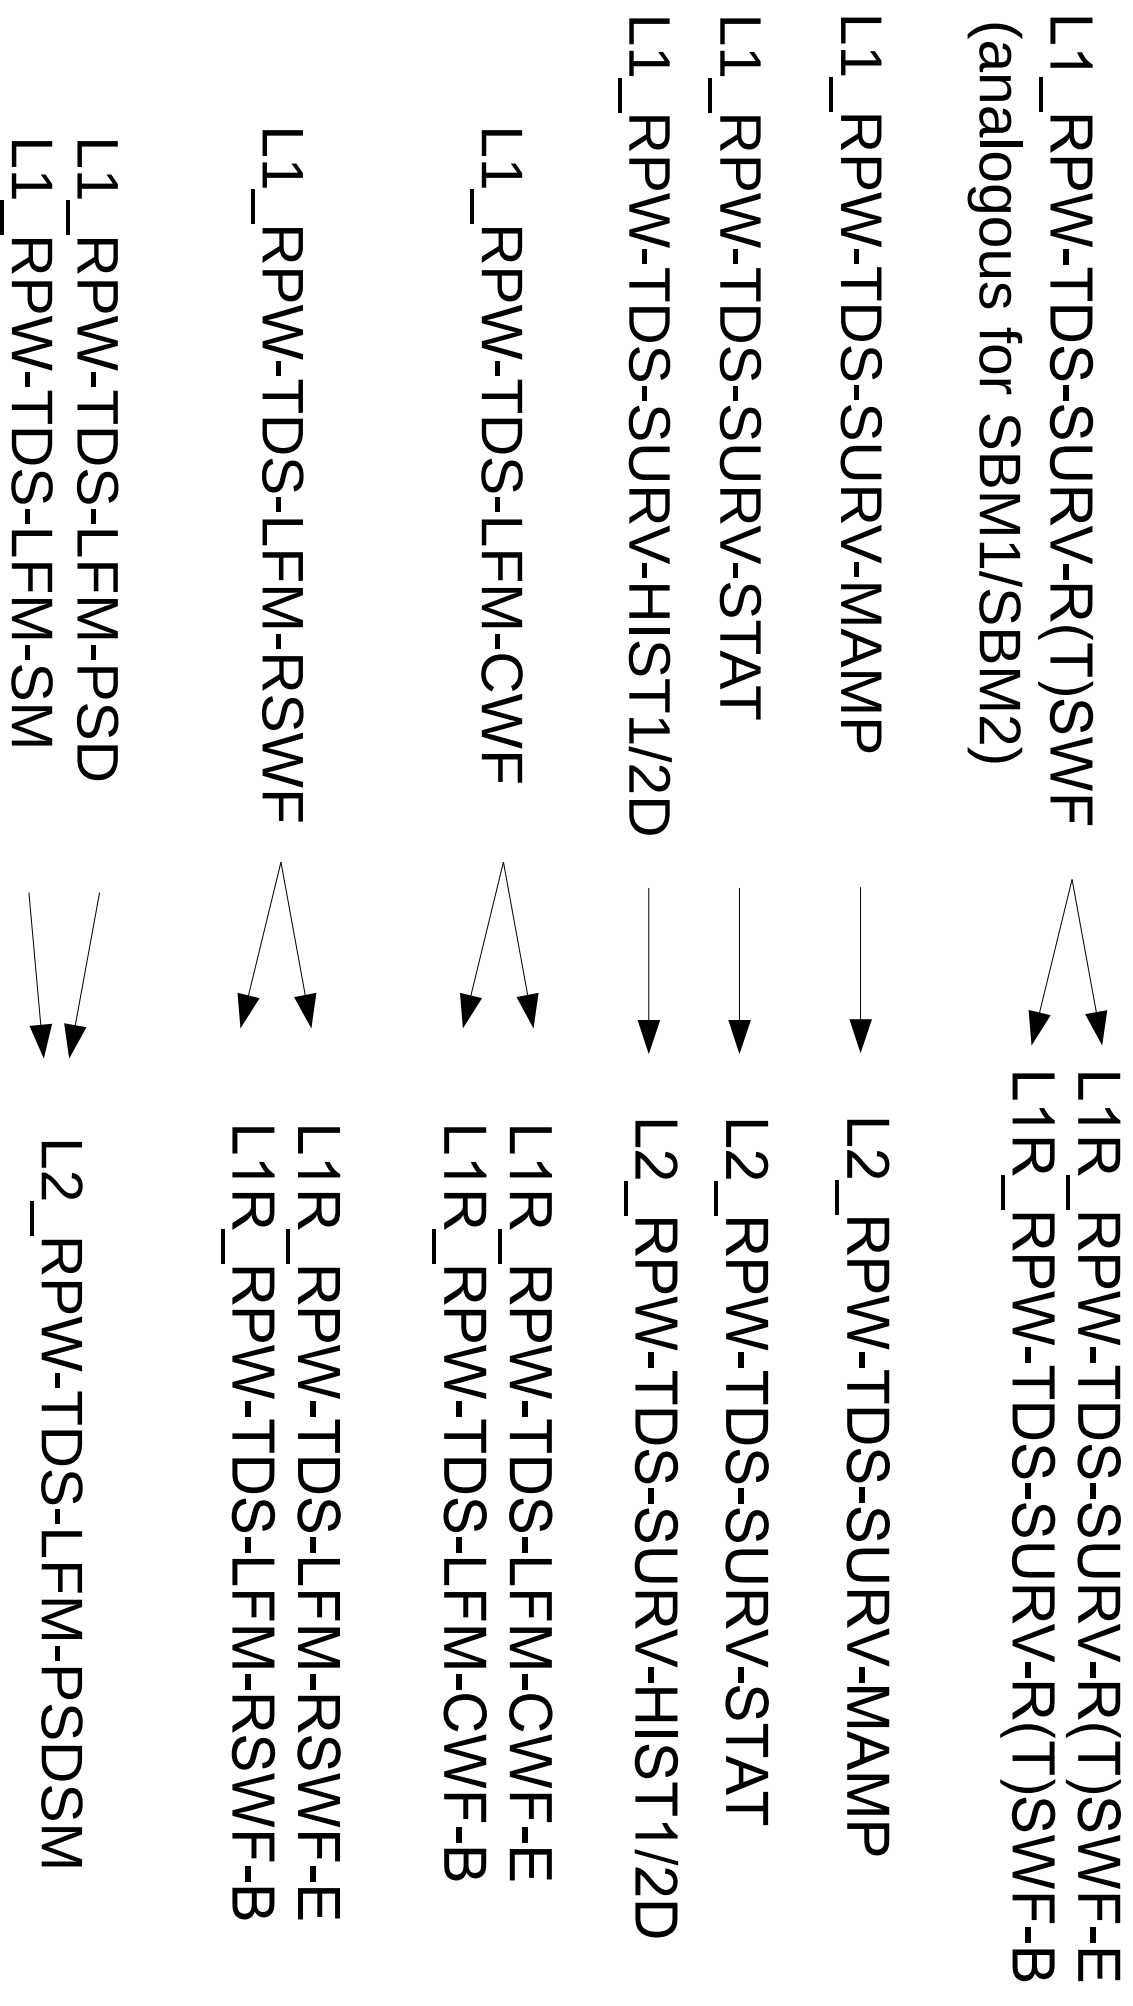 L1_RPW-TDS-SURV-R(T)SWF
(analogous for SBM1/SBM2)
L1R_RPW-TDS-SURV-R(T)SWF-E
L1R_RPW-TDS-SURV-R(T)SWF-B
L1_RPW-TDS-SURV-MAMP
L2_RPW-TDS-SURV-MAMP
L1_RPW-TDS-SURV-STAT
L2_RPW-TDS-SURV-STAT
L1_RPW-TDS-SURV-HIST1/2D
L2_RPW-TDS-SURV-HIST1/2D
L1_RPW-TDS-LFM-CWF
L1R_RPW-TDS-LFM-CWF-E
L1R_RPW-TDS-LFM-CWF-B
L1_RPW-TDS-LFM-RSWF
L1R_RPW-TDS-LFM-RSWF-E
L1R_RPW-TDS-LFM-RSWF-B
L1_RPW-TDS-LFM-PSD
L1_RPW-TDS-LFM-SM
L2_RPW-TDS-LFM-PSDSM